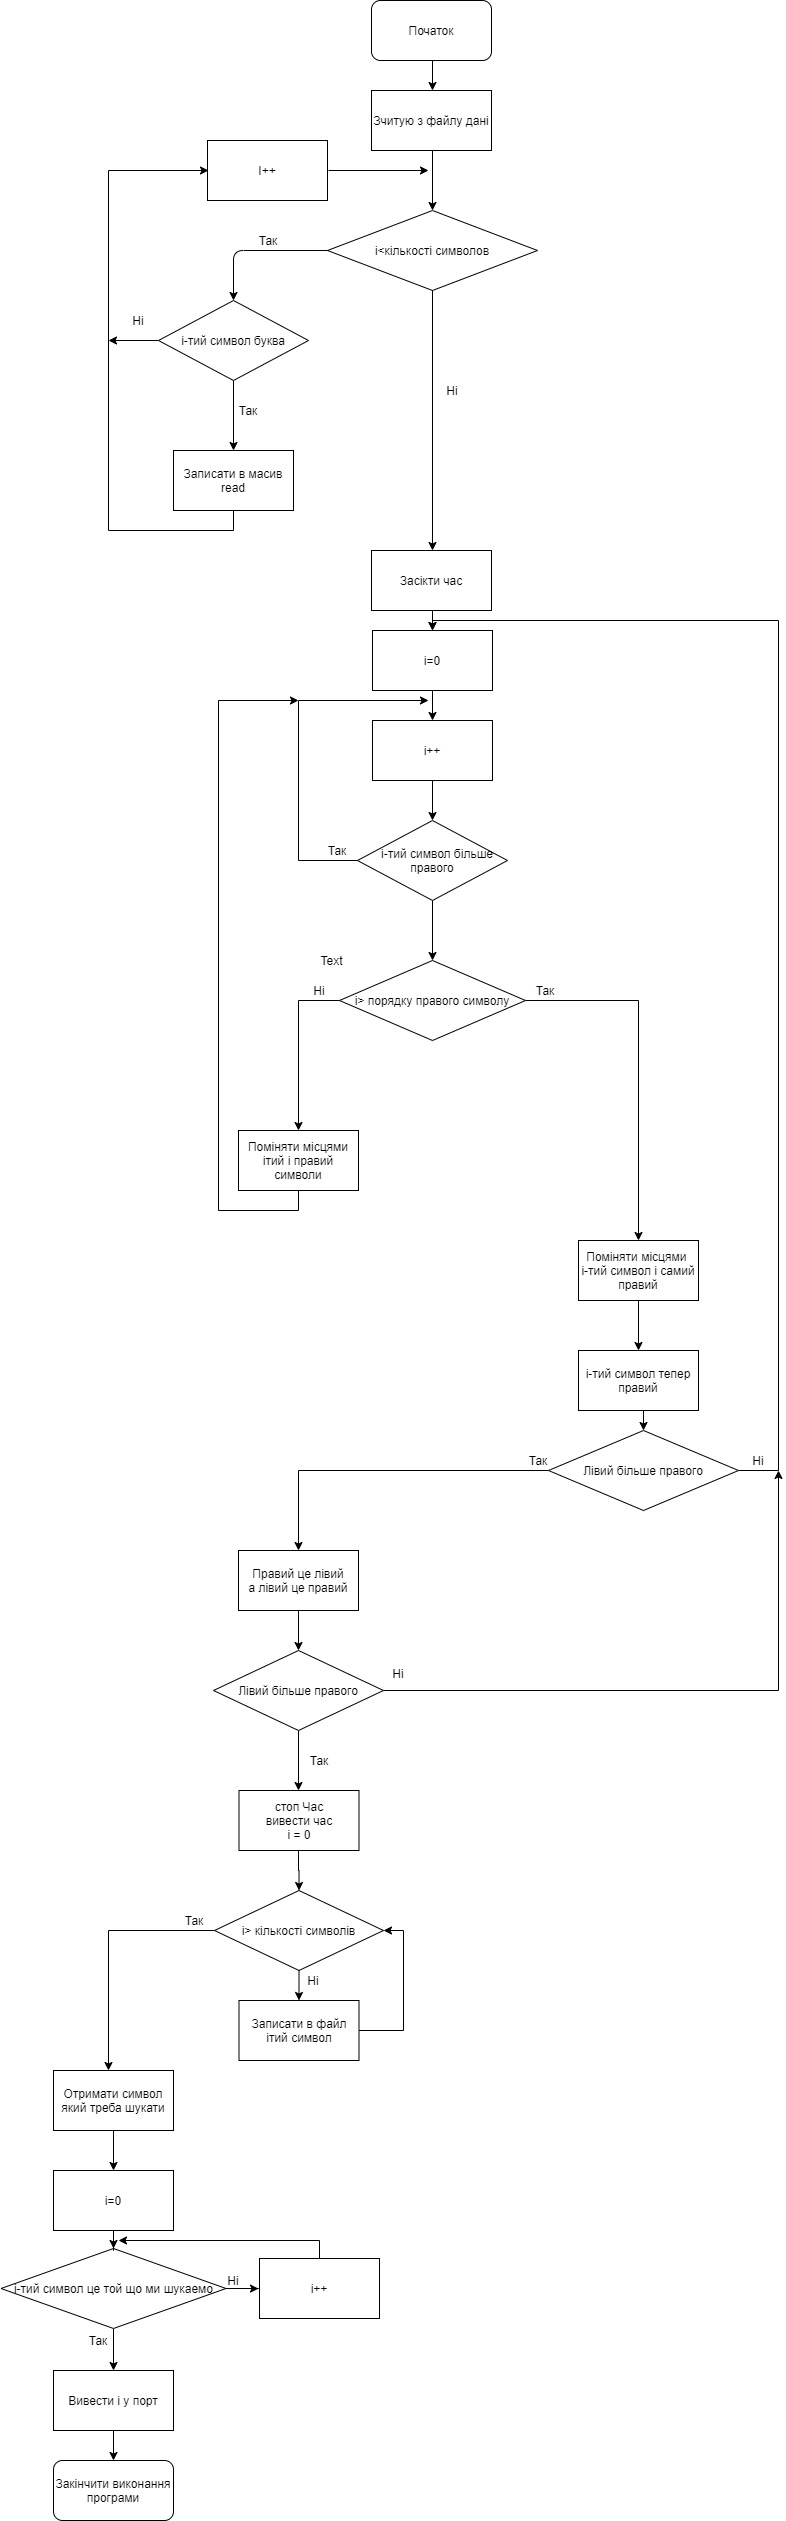 Початок
Зчитую з файлу дані
I++
і<кількості символов
Так
Ні
і-тий символ буква
Ні
Так
Записати в масив
read
Засікти час
i=0
i++
і-тий символ більше
правого
Так
Text
і> порядку правого символу
Ні
Так
Поміняти місцями
ітий і правий
символи
Поміняти місцями
і-тий символ і самий
правий
і-тий символ тепер
правий
Лівий більше правого
Так
Ні
Правий це лівий
а лівий це правий
Лівий більше правого
Ні
Так
стоп Час
вивести час
i = 0
і> кількості символів
Так
Ні
Записати в файл
ітий символ
Отримати символ
який треба шукати
i=0
і-тий символ це той що ми шукаємо
Ні
i++
Так
Вивести і у порт
Закінчити виконання
програми